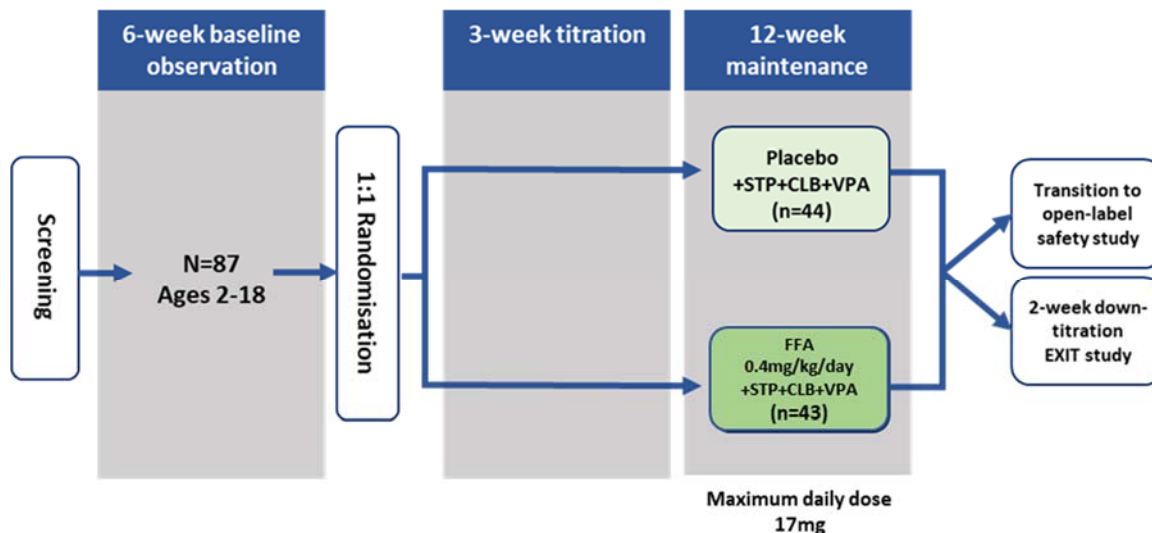 6-week baseline
observation
3-week titration
12-week
maintenance
Screening
N=87
Ages 2-18
1:1 Randomisation
Placebo
+STP+CLB+VPA
(n=44)
FFA
0.4mg/kg/day
+STP+CLB+VPA
(n=43)
Transition to
open-label
safety study
2-week down-
titration
EXIT study
Maximum daily dose
17mg